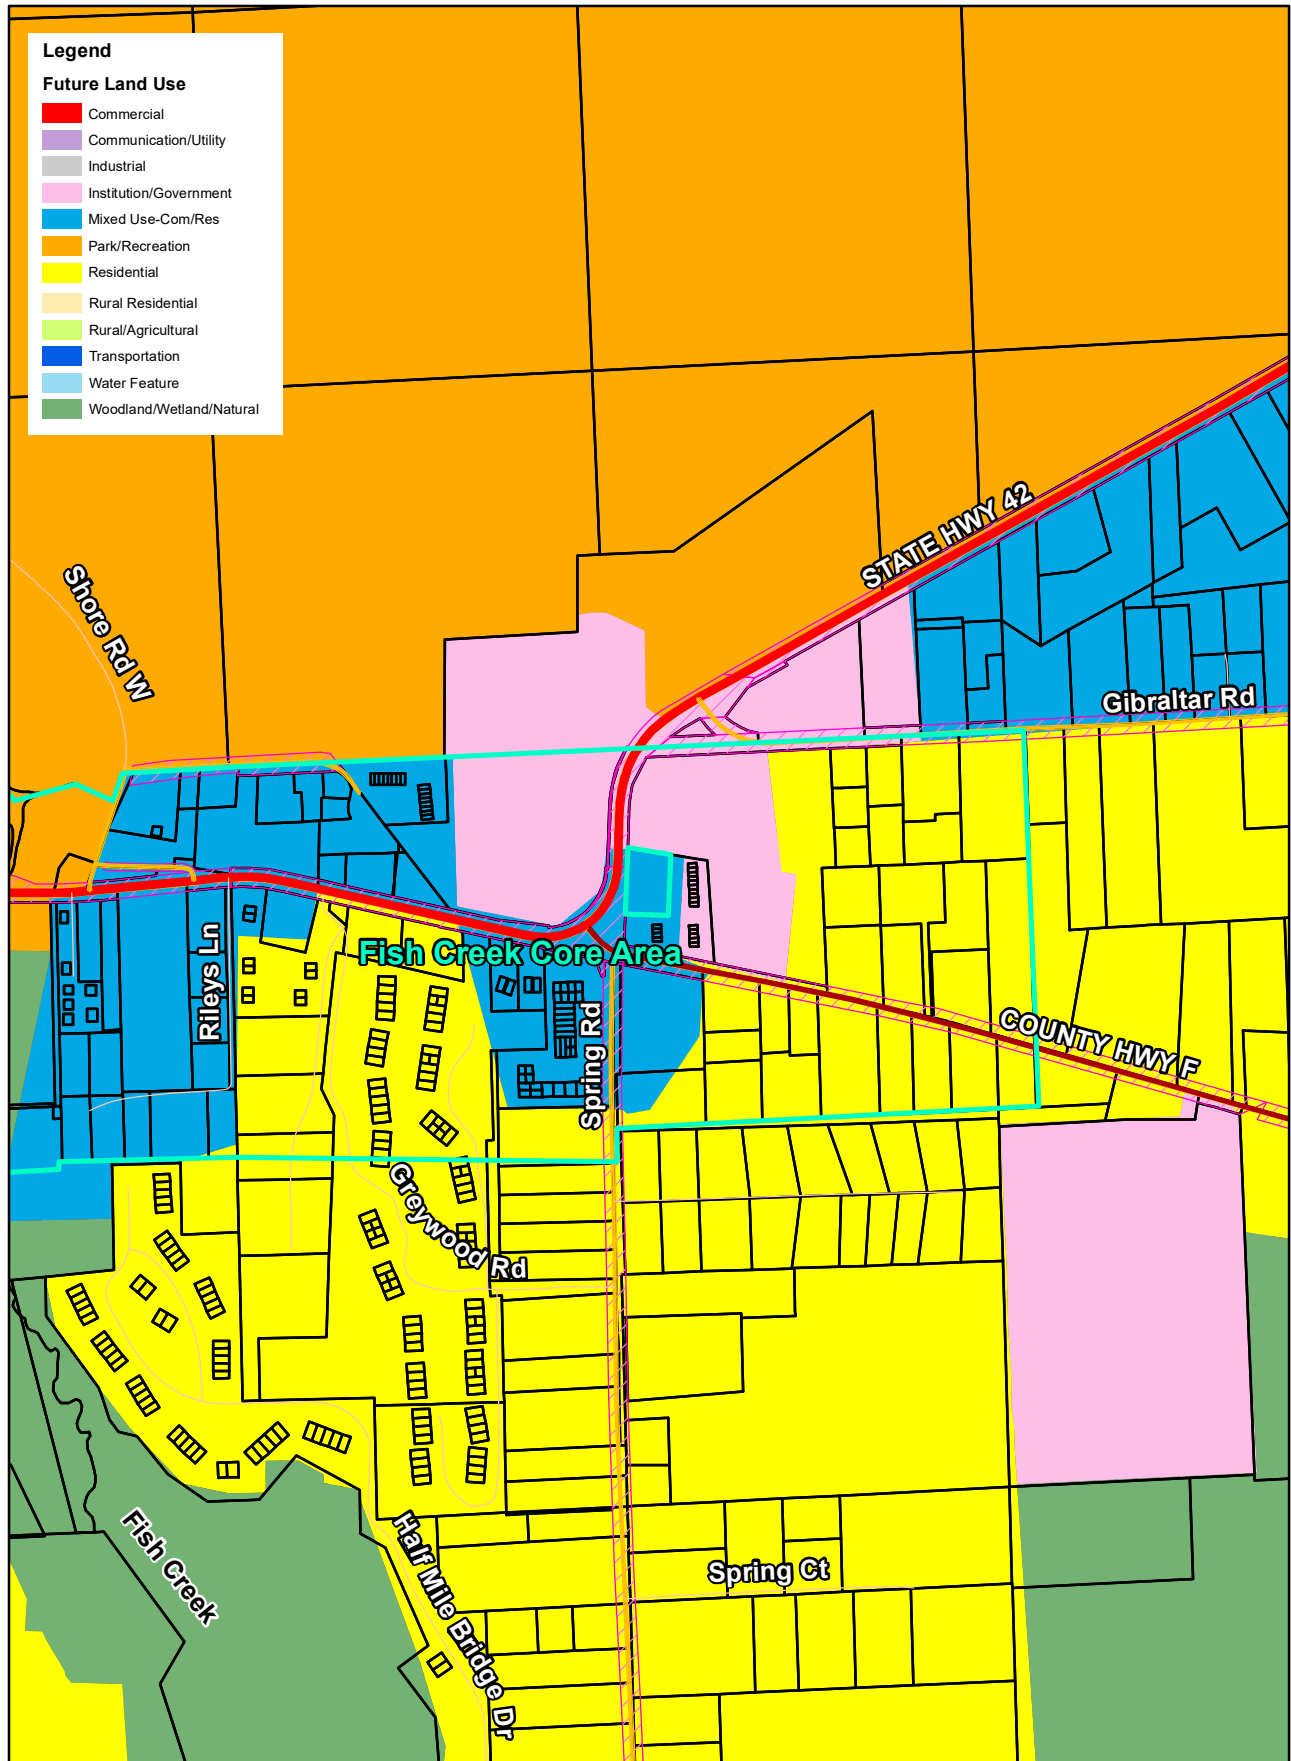 Legend
Future Land Use
Commercial
Communication/Utility
Industrial
Institution/Government
Mixed Use-Com/Res
Park/Recreation
Residential
Rural Residential
Rural/Agricultural
Transportation
Water Feature
Woodland/Wetland/Natural
STATE HWY 42
Shore Rd W
Gibraltar Rd
Rileys Ln
Fish Creek Core Area
Spring Rd
COUNTY HWY F
Greywood Rd
Fish Creek
Half Mile Bridge Dr
Spring Ct